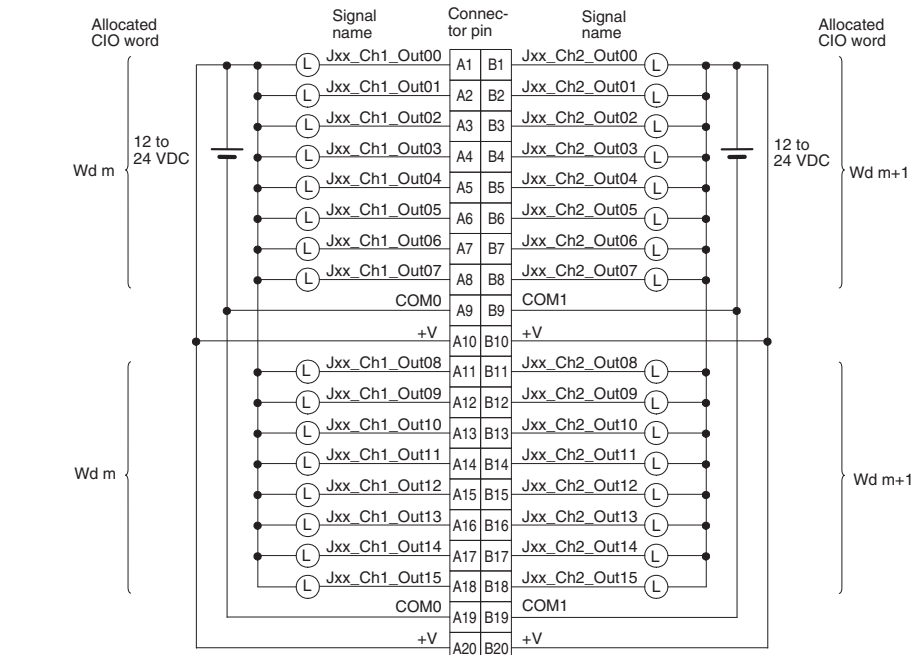 Allocated CIO word Signal name Connec- tor pin Signal name Allocated CIO word
L Jxx_Ch1_Out00 A1 B1 Jxx_Ch2_Out00 L
L Jxx_Ch1_Out01 A2 B2 Jxx_Ch2_Out01 L
L Jxx_Ch1_Out02 A3 B3 Jxx_Ch2_Out02 L
12 to 24 VDC L Jxx_Ch1_Out03 A4 B4 Jxx_Ch2_Out03 L 12 to 24 VDC
Wd m L Jxx_Ch1_Out04 A5 B5 Jxx_Ch2_Out04 L Wd m+1
L Jxx_Ch1_Out05 A6 B6 Jxx_Ch2_Out05 L
L Jxx_Ch1_Out06 A7 B7 Jxx_Ch2_Out06 L
L Jxx_Ch1_Out07 A8 B8 Jxx_Ch2_Out07 L
COM0 A9 B9 COM1
+V A10 B10 +V
L Jxx_Ch1_Out08 A11 B11 Jxx_Ch2_Out08 L
L Jxx_Ch1_Out09 A12 B12 Jxx_Ch2_Out09 L
L Jxx_Ch1_Out10 A13 B13 Jxx_Ch2_Out10 L
Wd m L Jxx_Ch1_Out11 A14 B14 Jxx_Ch2_Out11 L Wd m+1
L Jxx_Ch1_Out12 A15 B15 Jxx_Ch2_Out12 L
L Jxx_Ch1_Out13 A16 B16 Jxx_Ch2_Out13 L
L Jxx_Ch1_Out14 A17 B17 Jxx_Ch2_Out14 L
L Jxx_Ch1_Out15 A18 B18 Jxx_Ch2_Out15 L
COM0 A19 B19 COM1
+V A20 B20 +V